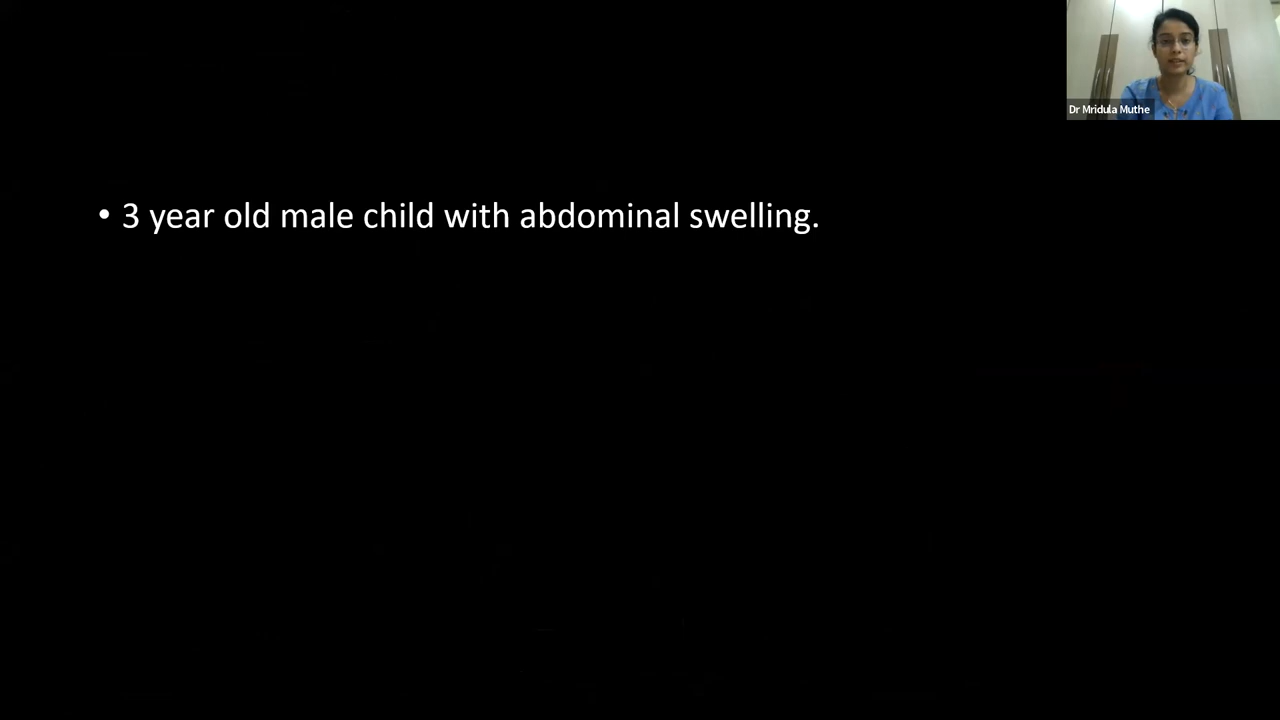 Dr Mridula Muthe
• 3 year old male child with abdominal swelling.